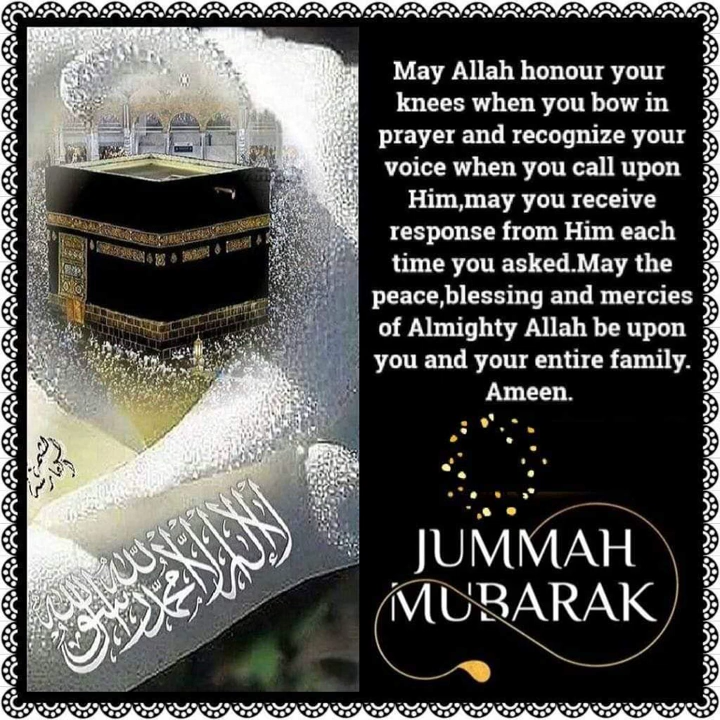 May Allah honour your
knees when you bow in
prayer and recognize your
voice when you call upon
Him,may you receive
response from Him each
time you asked.May the
peace,blessing and mercies
of Almighty Allah be upon
you and your entire family.
Ameen.
JUMMAH
MUBARAK
لا إله إلا الله محمد رسول الله